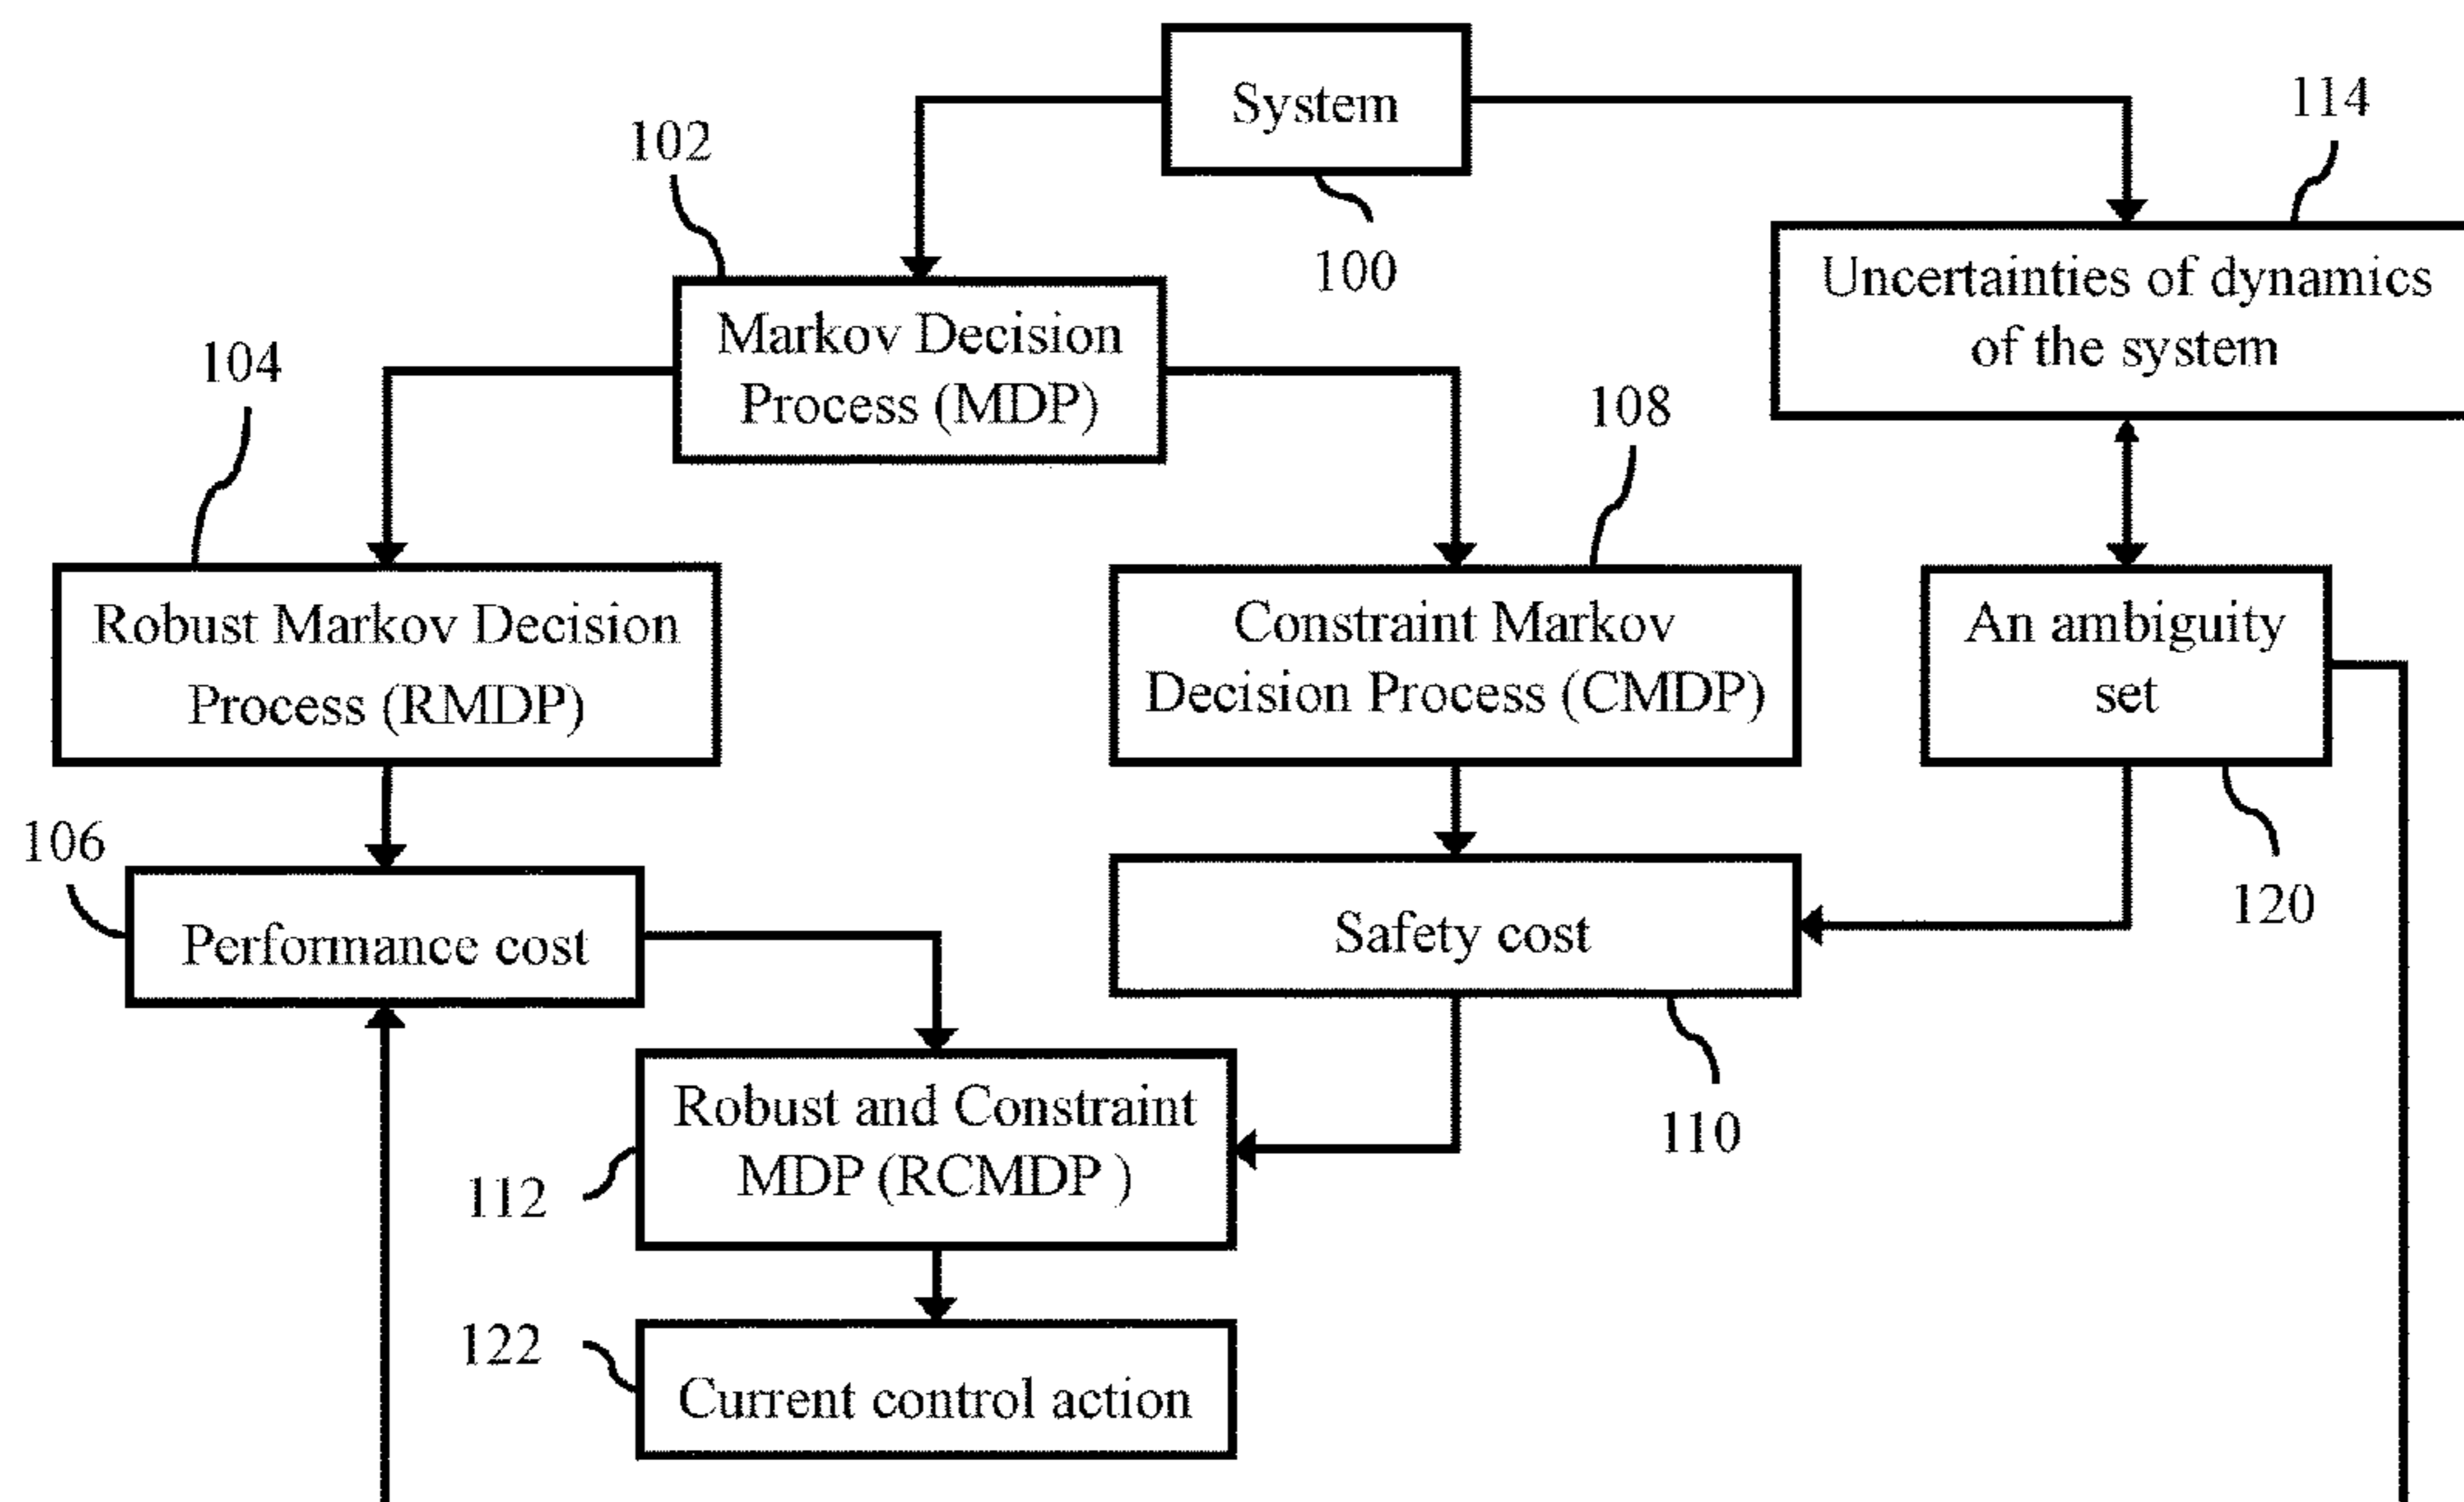 System
114
102
100
Uncertainties of dynamics
of the system
Markov Decision
Process (MDP)
104
108
Robust Markov Decision
Process (RMDP)
Constraint Markov
Decision Process (CMDP)
An ambiguity
set
106
120
Performance cost
Safety cost
Robust and Constraint
MDP (RCMDP )
110
112
122
Current control action